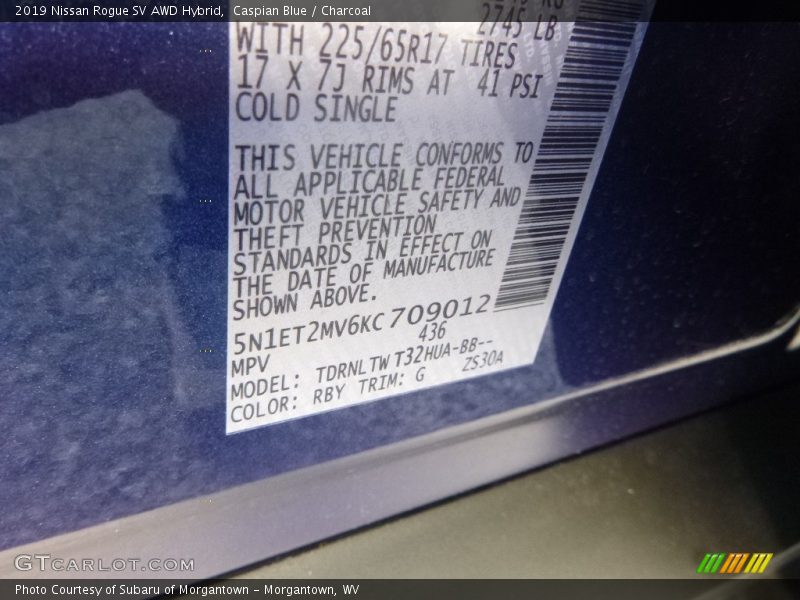 2019 Nissan Rogue SV AWD Hybrid, Caspian Blue / Charcoal
2745 LB
WITH 225/65R17 TIRES
17 X 7J RIMS AT 41 PSI
COLD SINGLE
THIS VEHICLE CONFORMS TO
ALL APPLICABLE FEDERAL
MOTOR VEHICLE SAFETY AND
THEFT PREVENTION
STANDARDS IN EFFECT ON
THE DATE OF MANUFACTURE
SHOWN ABOVE.
5N1ET2MV6KC709012
MPV 436
MODEL: TDRNLTWT32HUA-BB--
COLOR: RBY TRIM: G ZS30A
GTCARLOT.COM
Photo Courtesy of Subaru of Morgantown - Morgantown, WV